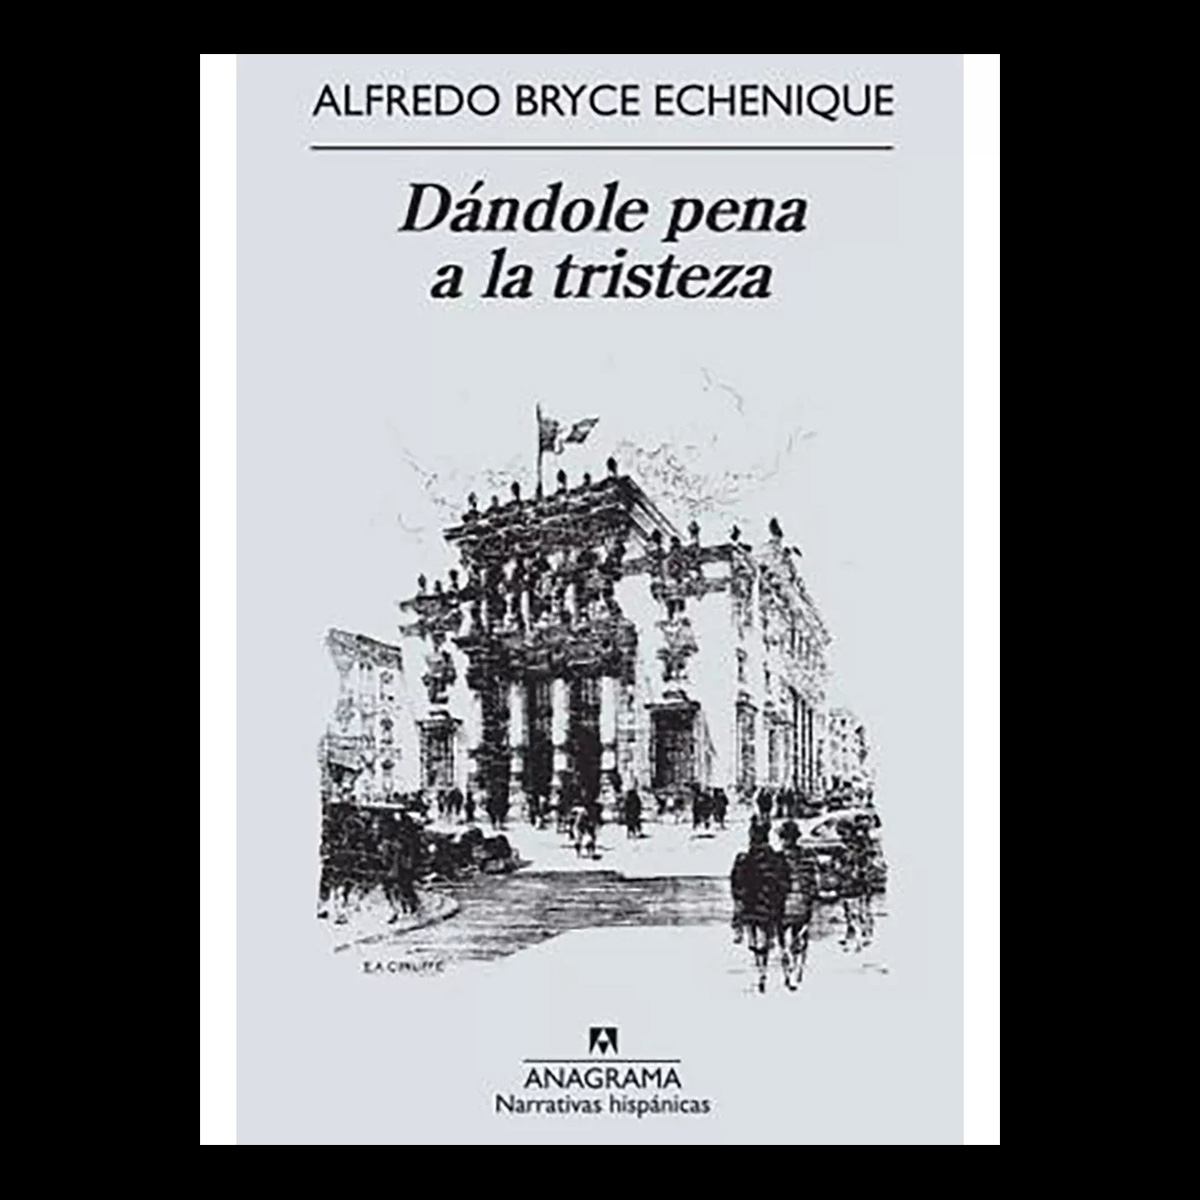 ALFREDO BRYCE ECHENIQUE
Dándole pena
a la tristeza
ANAGRAMA
Narrativas hispánicas